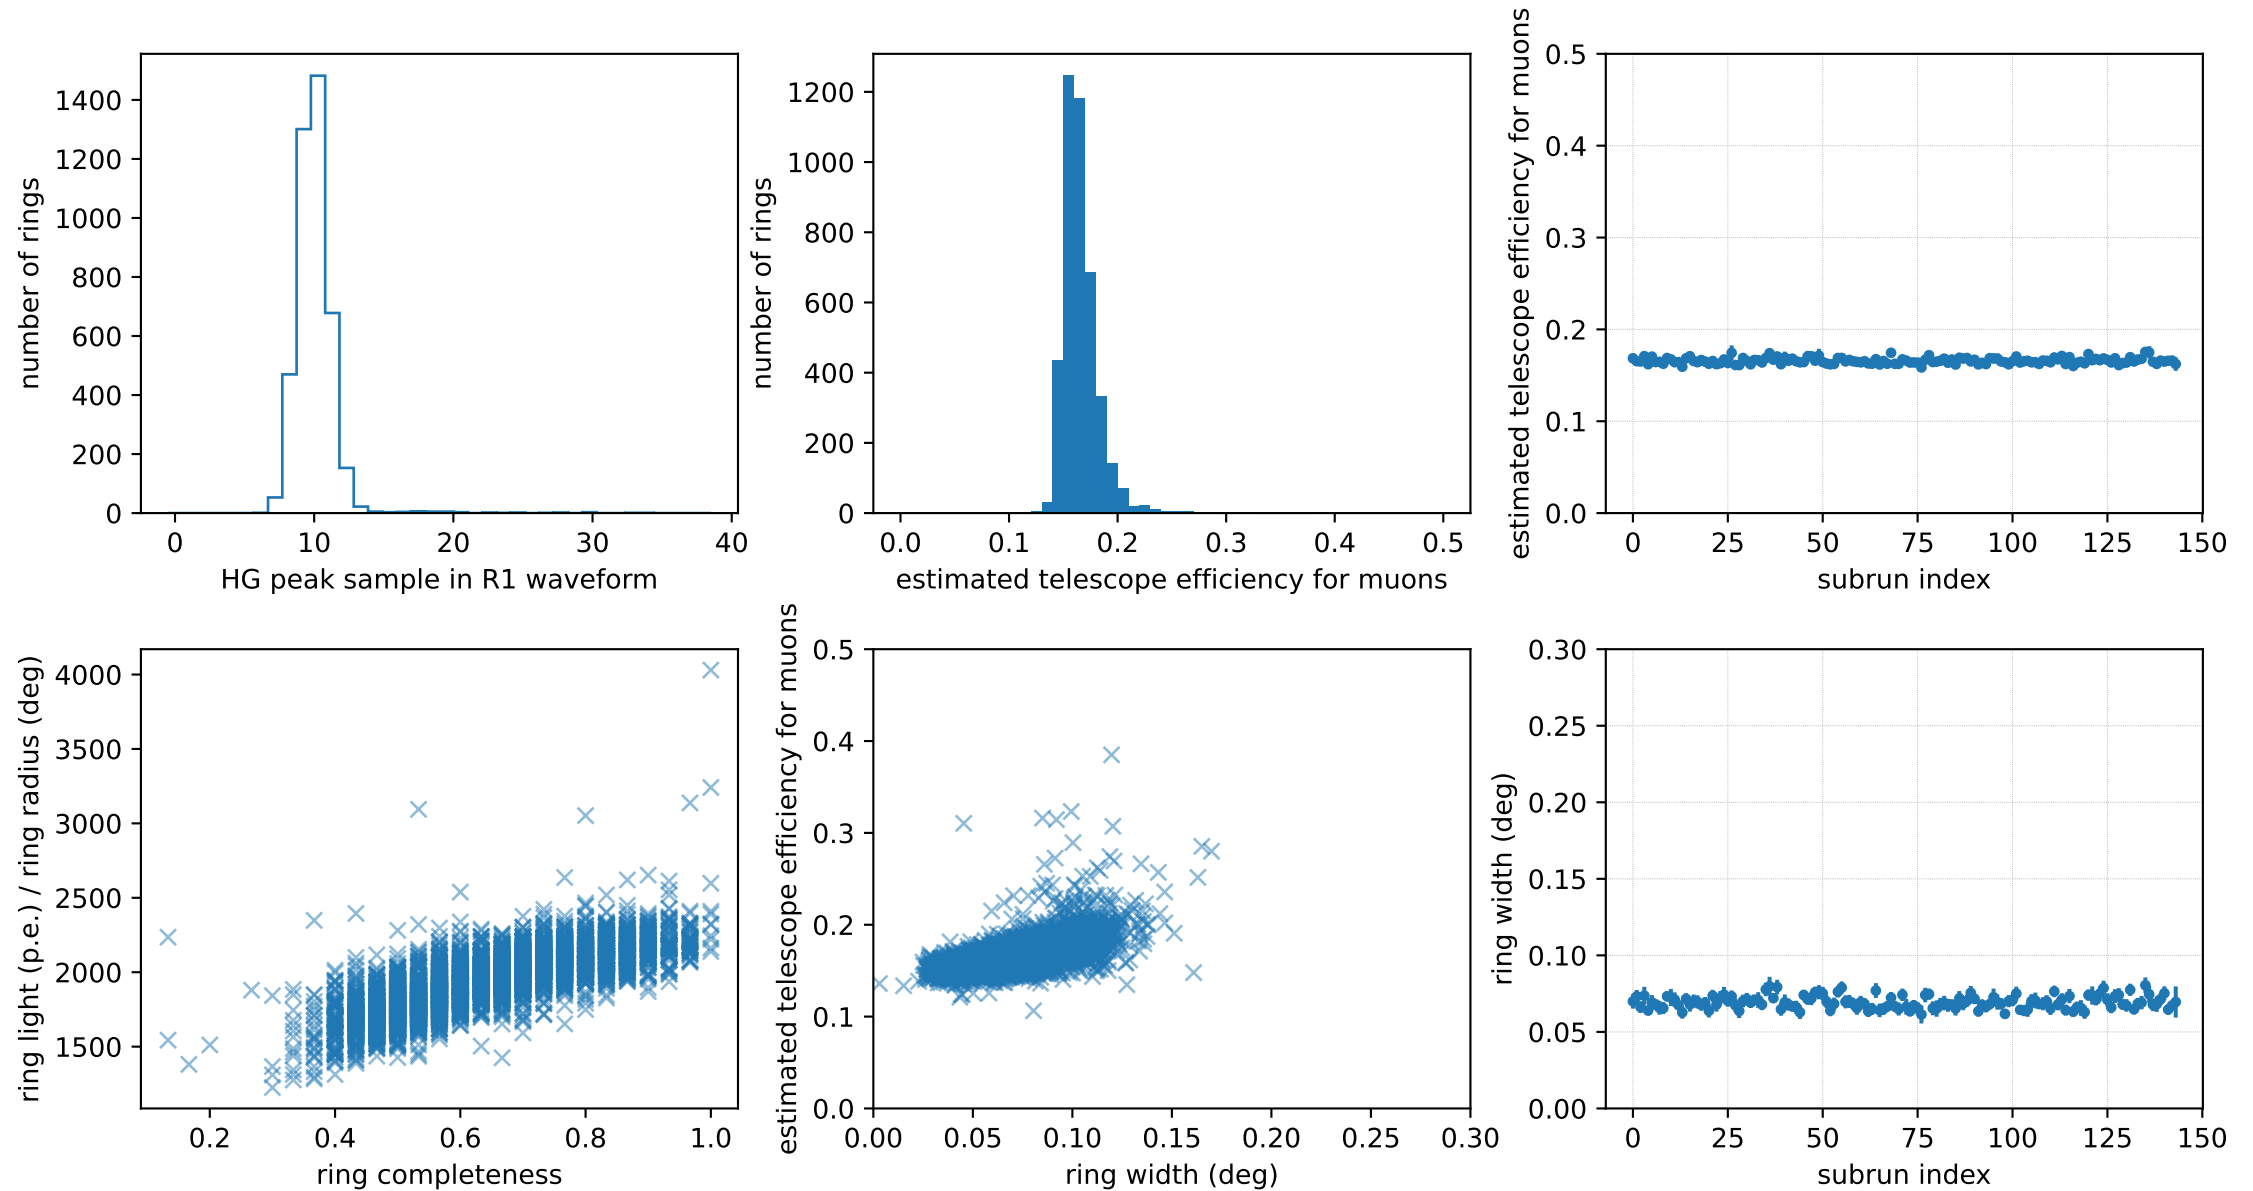 number of rings
1400
1200
1000
800
600
400
200
0
0 10 20 30 40
HG peak sample in R1 waveform
number of rings
1200
1000
800
600
400
200
0
0.0 0.1 0.2 0.3 0.4 0.5
estimated telescope efficiency for muons
estimated telescope efficiency for muons
0.5
0.4
0.3
0.2
0.1
0.0
0 25 50 75 100 125 150
subrun index
ring light (p.e.) / ring radius (deg)
4000
3500
3000
2500
2000
1500
0.2 0.4 0.6 0.8 1.0
ring completeness
estimated telescope efficiency for muons
0.5
0.4
0.3
0.2
0.1
0.0
0.00 0.05 0.10 0.15 0.20 0.25 0.30
ring width (deg)
ring width (deg)
0.30
0.25
0.20
0.15
0.10
0.05
0.00
0 25 50 75 100 125 150
subrun index